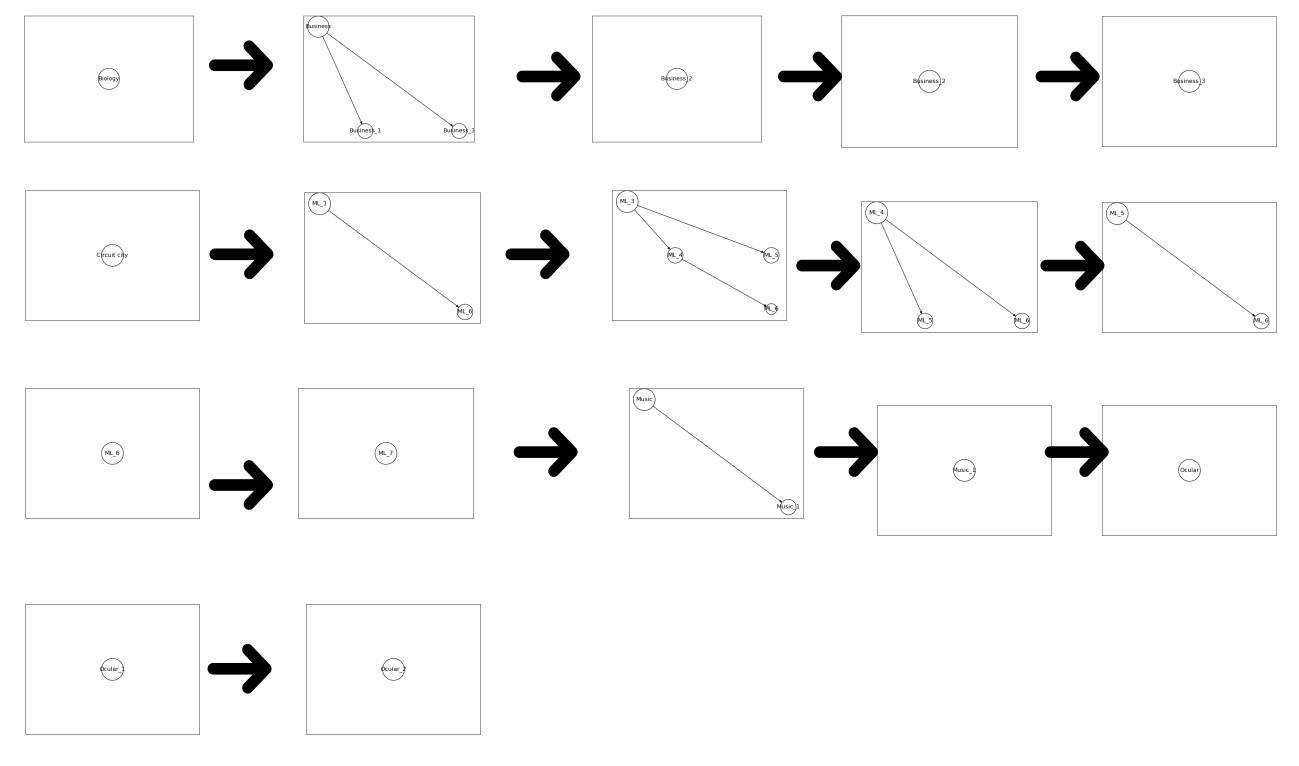 Biology
Business
Business_1
Business_3
Business_2
Business_2
Business_3
Circuit city
ML_1
ML_6
ML_3
ML_4
ML_5
ML_6
ML_4
ML_5
ML_6
ML_5
ML_6
ML_6
ML_7
Music
Music_1
Music_1
Ocular
Ocular_1
Ocular_2